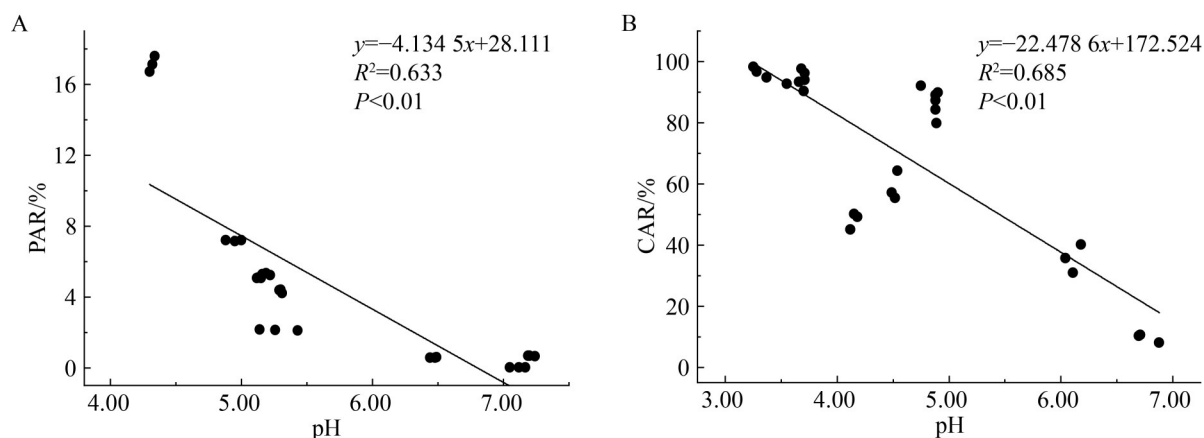 A
y=−4.134 5x+28.111
R²=0.633
P<0.01
PAR/%
16
12
8
4
0
4.00 5.00 6.00 7.00
pH
B
y=−22.478 6x+172.524
R²=0.685
P<0.01
CAR/%
100
80
60
40
20
0
3.00 4.00 5.00 6.00 7.00
pH